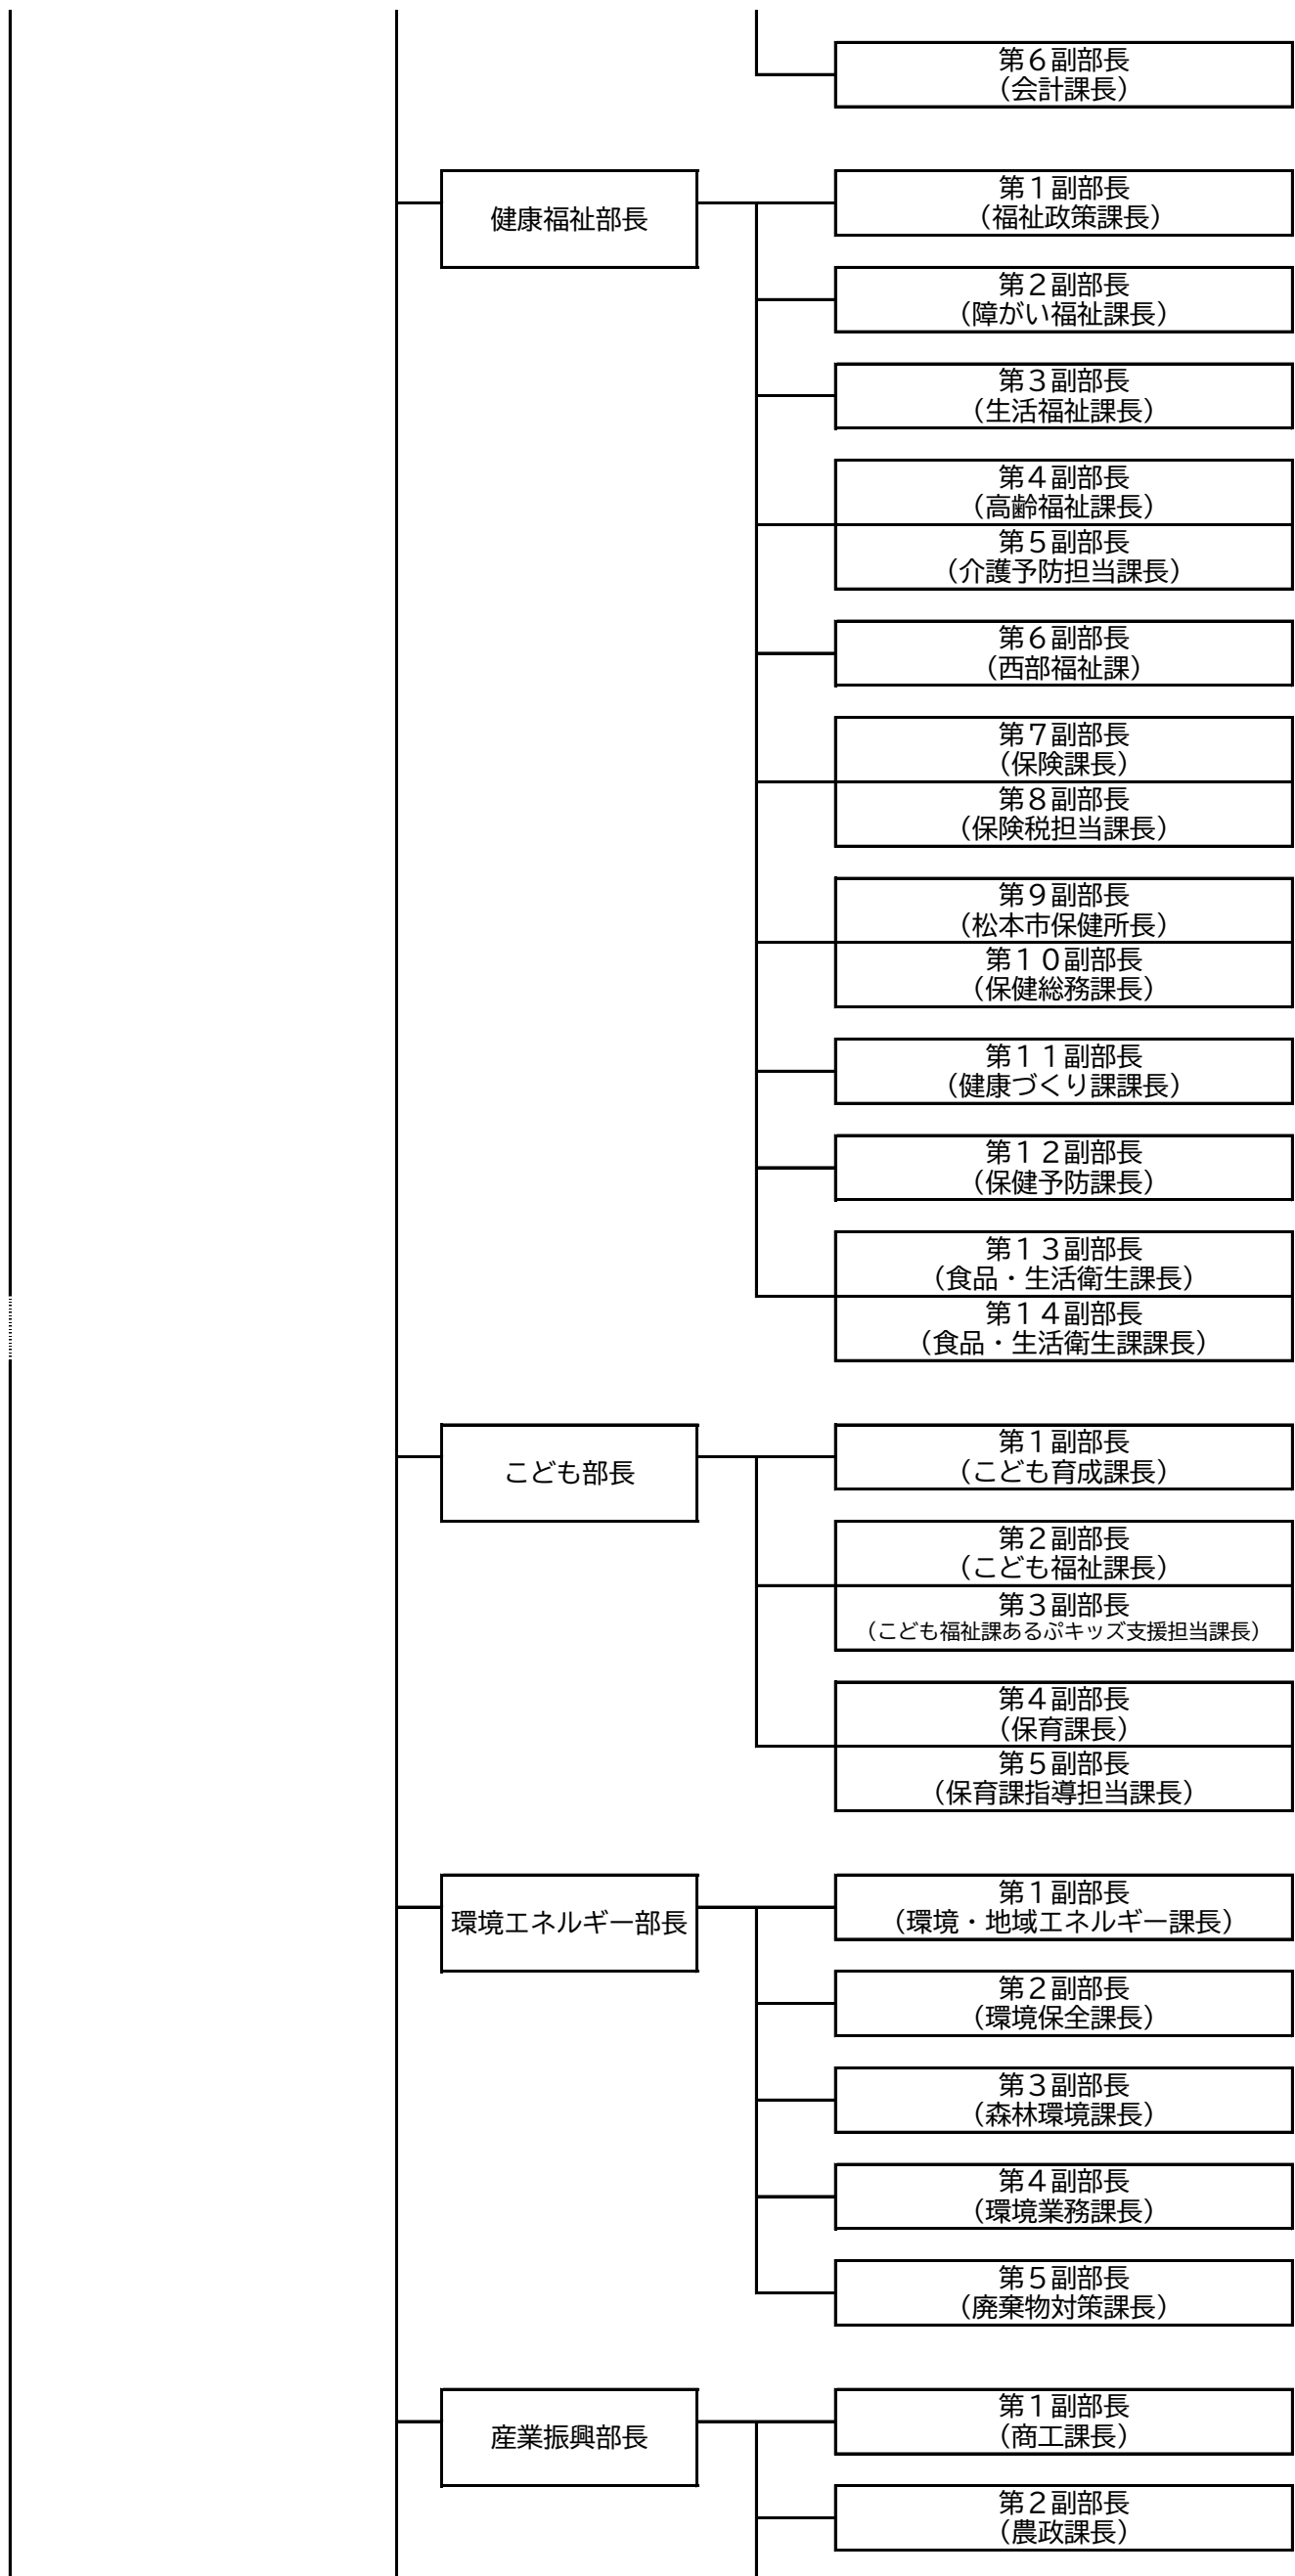 第６副部長
（会計課長）
健康福祉部長
第１副部長
（福祉政策課長）
第２副部長
（障がい福祉課長）
第３副部長
（生活福祉課長）
第４副部長
（高齢福祉課長）
第５副部長
（介護予防担当課長）
第６副部長
（西部福祉課）
第７副部長
（保険課長）
第８副部長
（保険税担当課長）
第９副部長
（松本市保健所長）
第１０副部長
（保健総務課長）
第１１副部長
（健康づくり課課長）
第１２副部長
（保健予防課長）
第１３副部長
（食品・生活衛生課長）
第１４副部長
（食品・生活衛生課課長）
こども部長
第１副部長
（こども育成課長）
第２副部長
（こども福祉課長）
第３副部長
（こども福祉課あるぷキッズ支援担当課長）
第４副部長
（保育課長）
第５副部長
（保育課指導担当課長）
環境エネルギー部長
第１副部長
（環境・地域エネルギー課長）
第２副部長
（環境保全課長）
第３副部長
（森林環境課長）
第４副部長
（環境業務課長）
第５副部長
（廃棄物対策課長）
産業振興部長
第１副部長
（商工課長）
第２副部長
（農政課長）